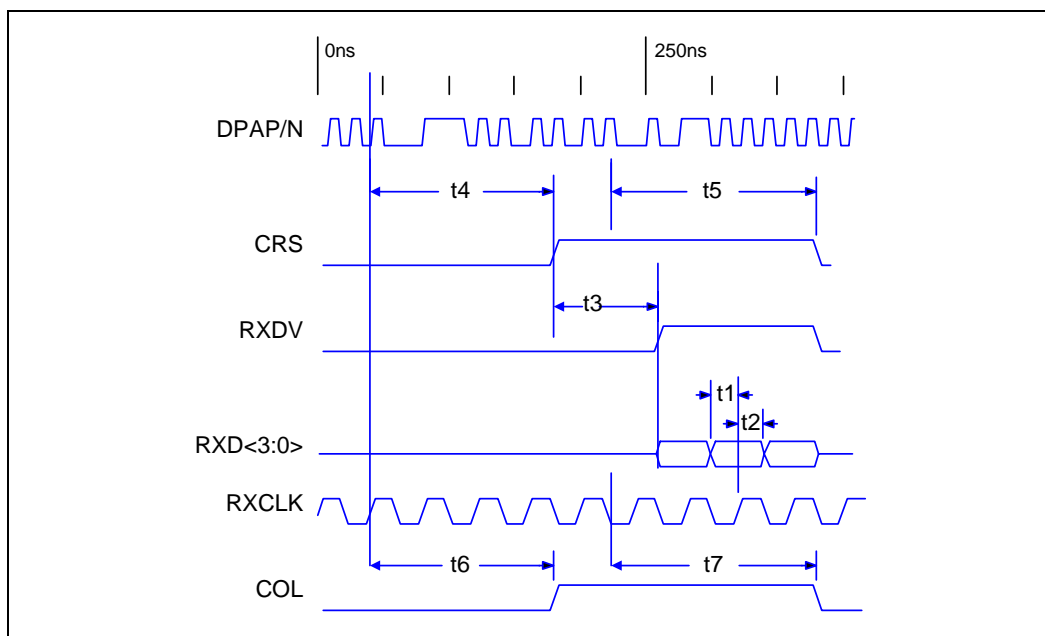 0ns 250ns
DPAP/N
t4 t5
CRS
t3
RXDV
t1
t2
RXD<3:0>
RXCLK
t6 t7
COL